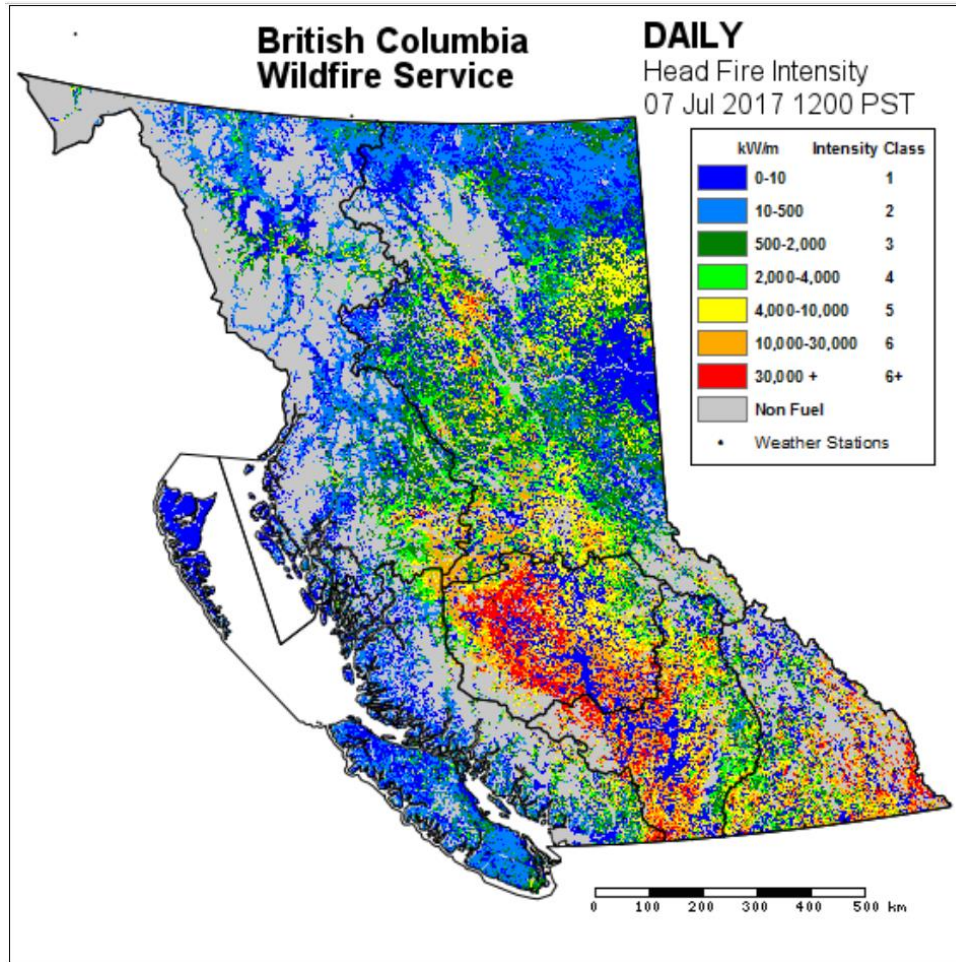 British Columbia
Wildfire Service
DAILY
Head Fire Intensity
07 Jul 2017 1200 PST
kW/m Intensity Class
0-10 1
10-500 2
500-2,000 3
2,000-4,000 4
4,000-10,000 5
10,000-30,000 6
30,000 + 6+
Non Fuel
Weather Stations
0 100 200 300 400 500 km